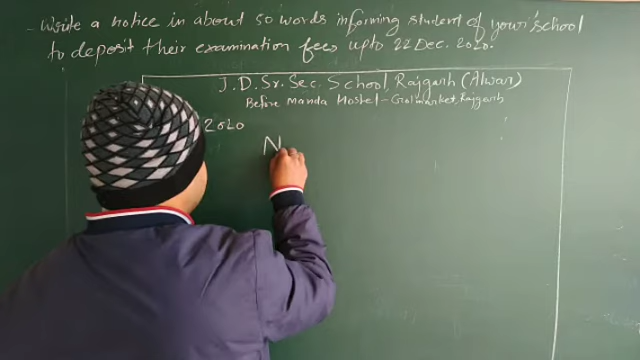 Write a notice in about 50 words informing student of your school
to deposit their examination fees upto 22 Dec. 2020.
J.D.Sr.Sec. School, Rajgarh (Alwar)
Before Manda Hostel - Golmarket, Rajgarh
2020
N